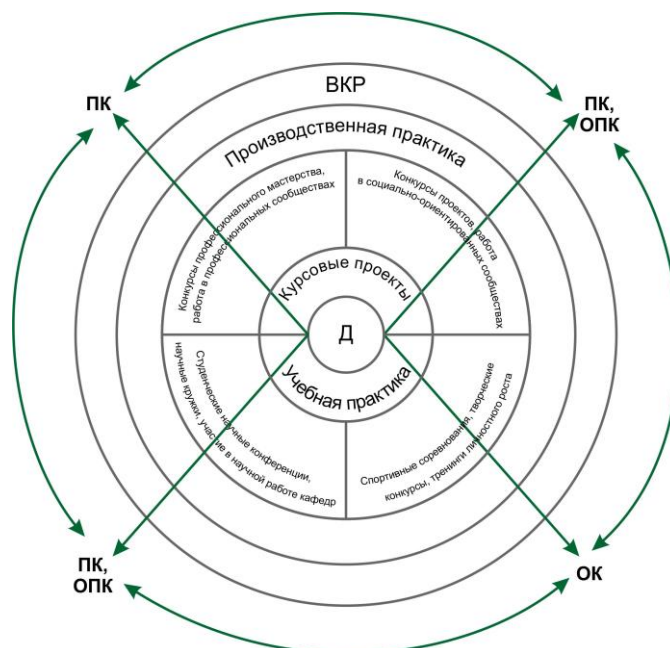 ВКР
ПК
ПК,
ОПК
Производственная практика
Конкурсы профессионального мастерства,
работа в профессиональных сообществах
Конкурсы проектов, работа
в социально-ориентированных сообществах
Курсовые проекты
Д
Учебная практика
Студенческие научные конференции,
научные кружки, участие в научной работе кафедр
Спортивные соревнования, творческие
конкурсы, тренинги личностного роста
ПК,
ОПК
ОК